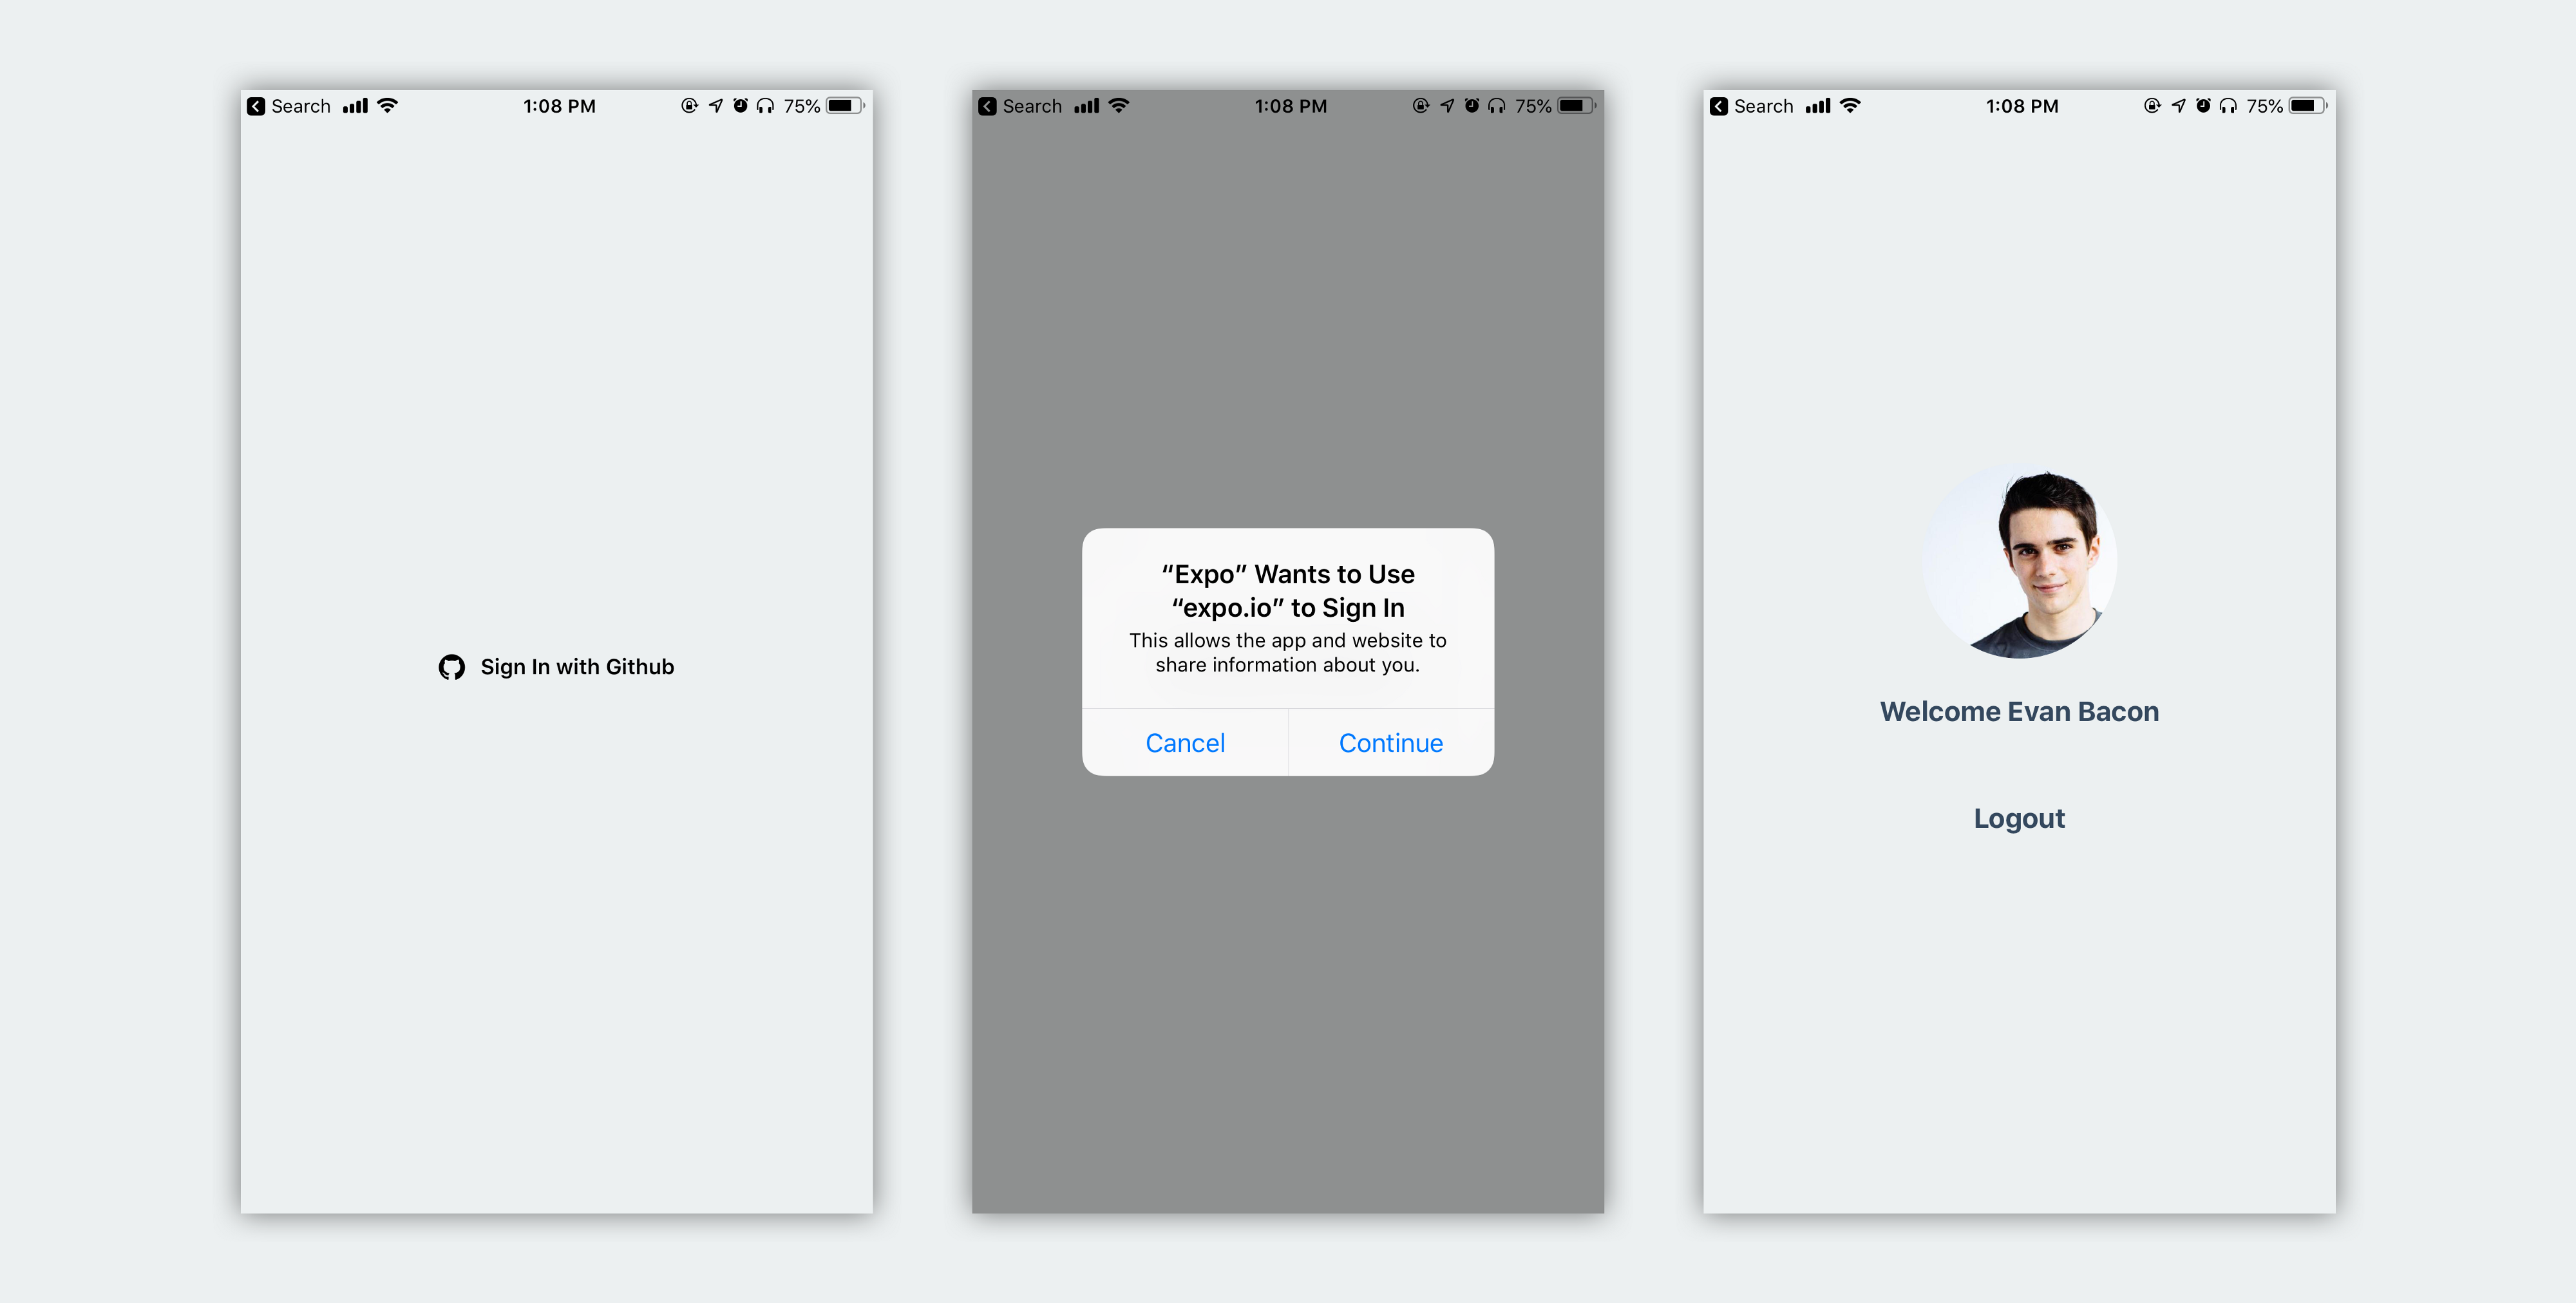 Search 1:08 PM 75%
Sign In with Github
Search 1:08 PM 75%
“Expo” Wants to Use
“expo.io” to Sign In
This allows the app and website to
share information about you.
Cancel Continue
Search 1:08 PM 75%
Welcome Evan Bacon
Logout